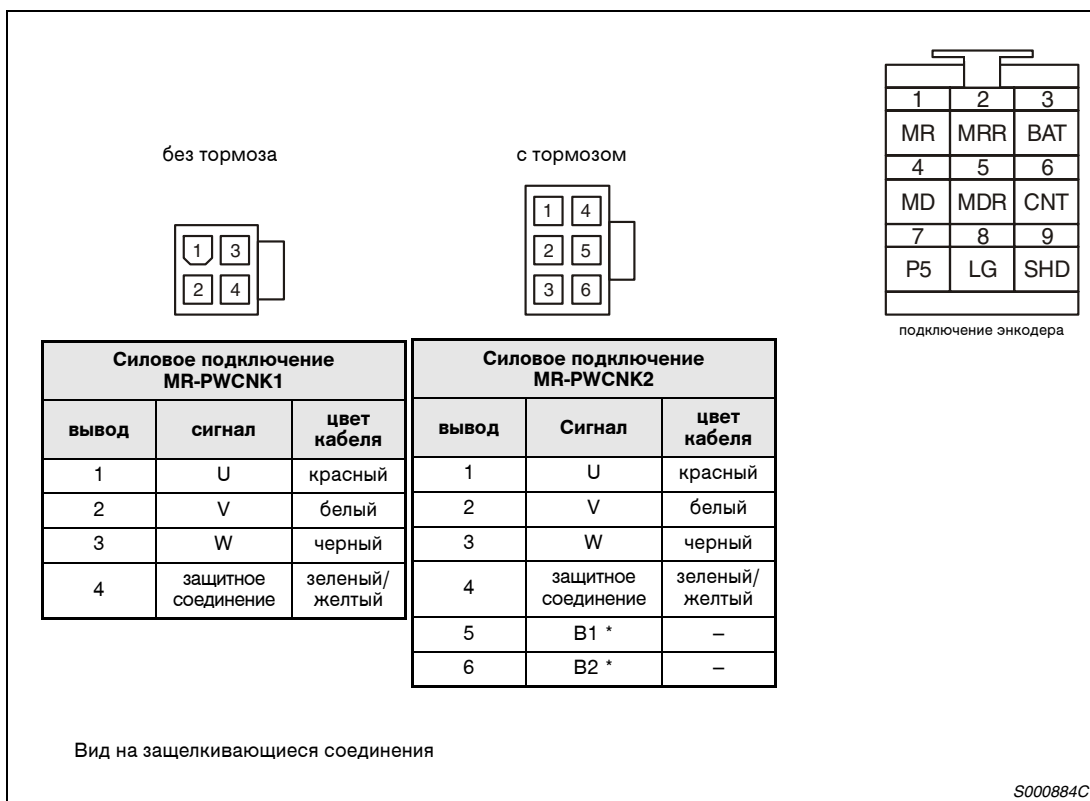 без тормоза
1 3
2 4
с тормозом
1 4
2 5
3 6
1 2 3
MR MRR BAT
4 5 6
MD MDR CNT
7 8 9
P5 LG SHD
подключение энкодера
Силовое подключение
MR-PWCNK1
вывод сигнал цвет кабеля
1 U красный
2 V белый
3 W черный
4 защитное соединение зеленый/желтый
Силовое подключение
MR-PWCNK2
вывод Сигнал цвет кабеля
1 U красный
2 V белый
3 W черный
4 защитное соединение зеленый/желтый
5 B1 * –
6 B2 * –
Вид на защелкивающиеся соединения
S000884C